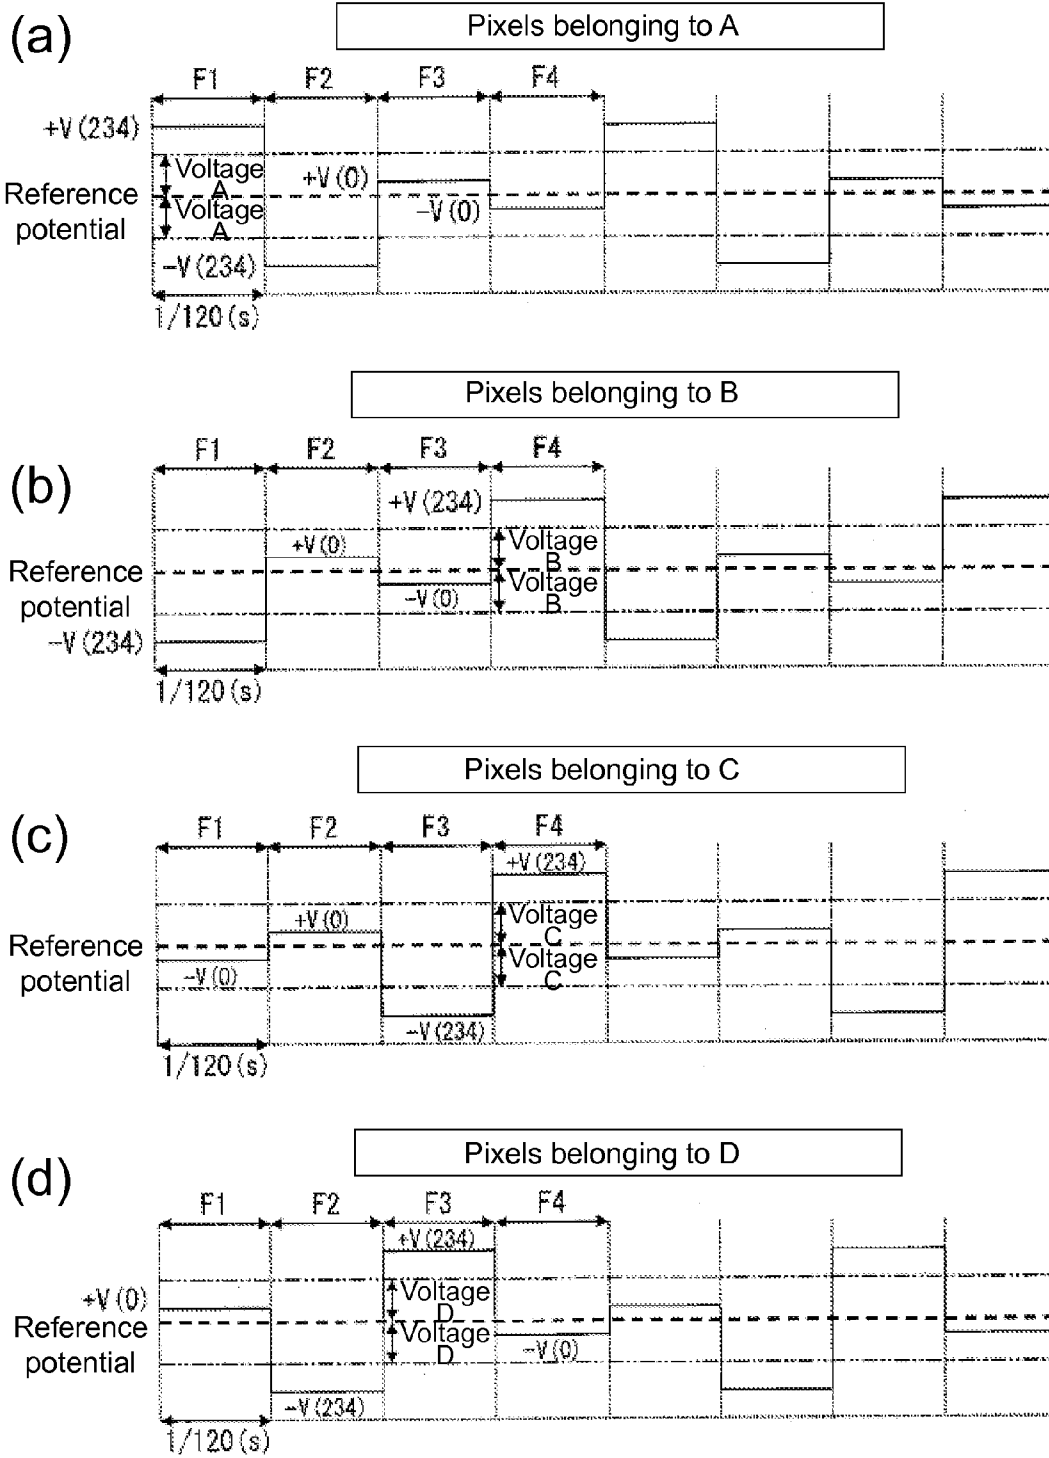 (a)
Pixels belonging to A
F1 F2 F3 F4
+V(234)
Voltage
A
+V(0)
Reference
potential
Voltage
A
−V(0)
−V(234)
1/120(s)
Pixels belonging to B
(b)
F1 F2 F3 F4
+V(234)
+V(0)
Voltage
B
Reference
potential
Voltage
B
−V(0)
−V(234)
1/120(s)
Pixels belonging to C
(c)
F1 F2 F3 F4
+V(234)
+V(0)
Voltage
C
Reference
potential
Voltage
C
−V(0)
−V(234)
1/120(s)
Pixels belonging to D
(d)
F1 F2 F3 F4
+V(234)
+V(0)
Voltage
D
Reference
potential
Voltage
D
−V(0)
−V(234)
1/120(s)